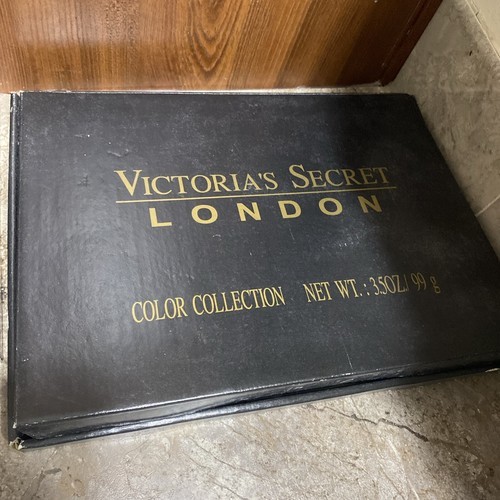 VICTORIA'S SECRET
LONDON
COLOR COLLECTION NET WT.: 3.5OZ./ 99 g